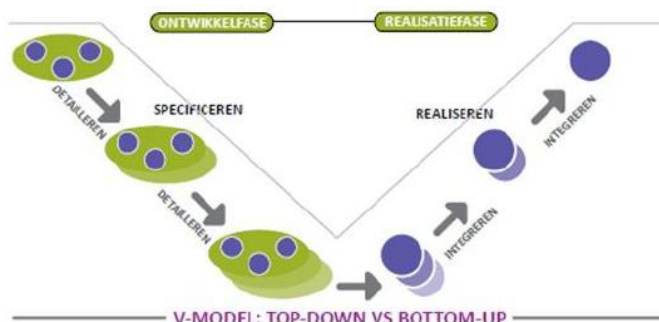 ONTWIKKELFASE
REALISATIEFASE
DETAILLEREN
SPECIFICEREN
REALISEREN
INTEGREREN
DETAILLEREN
INTEGREREN
V-MODEL: TOP-DOWN VS BOTTOM-UP